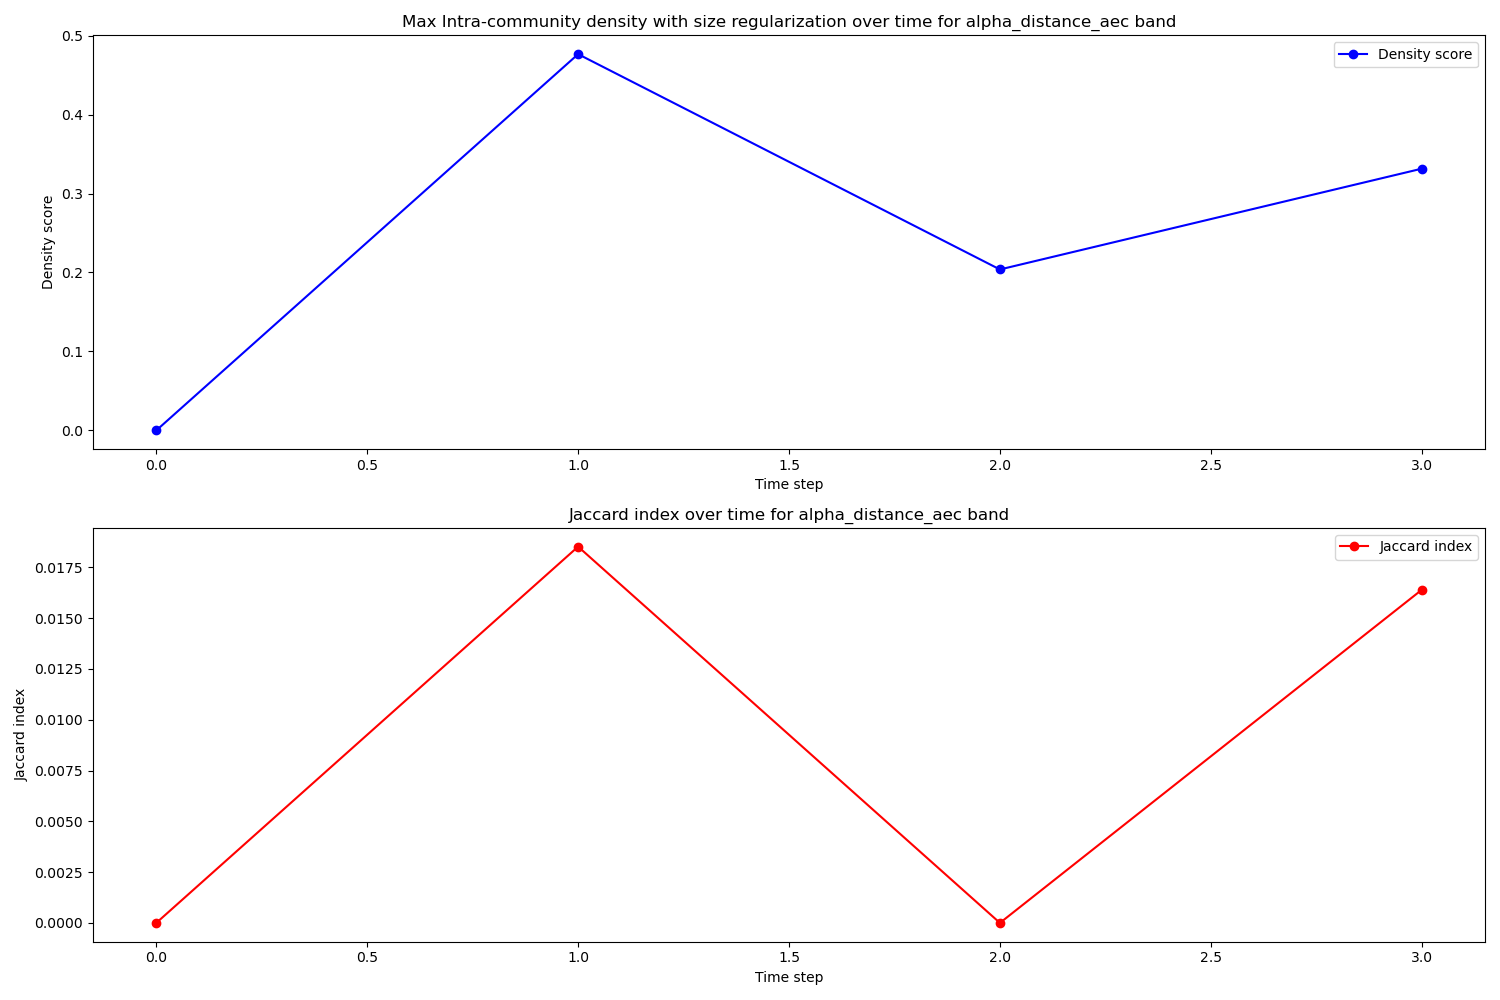 Max Intra-community density with size regularization over time for alpha_distance_aec band
Density score
0.5
0.4
0.3
0.2
0.1
0.0
Density score
0.0 0.5 1.0 1.5 2.0 2.5 3.0
Time step
Jaccard index over time for alpha_distance_aec band
Jaccard index
0.0175
0.0150
0.0125
0.0100
0.0075
0.0050
0.0025
0.0000
Jaccard index
0.0 0.5 1.0 1.5 2.0 2.5 3.0
Time step